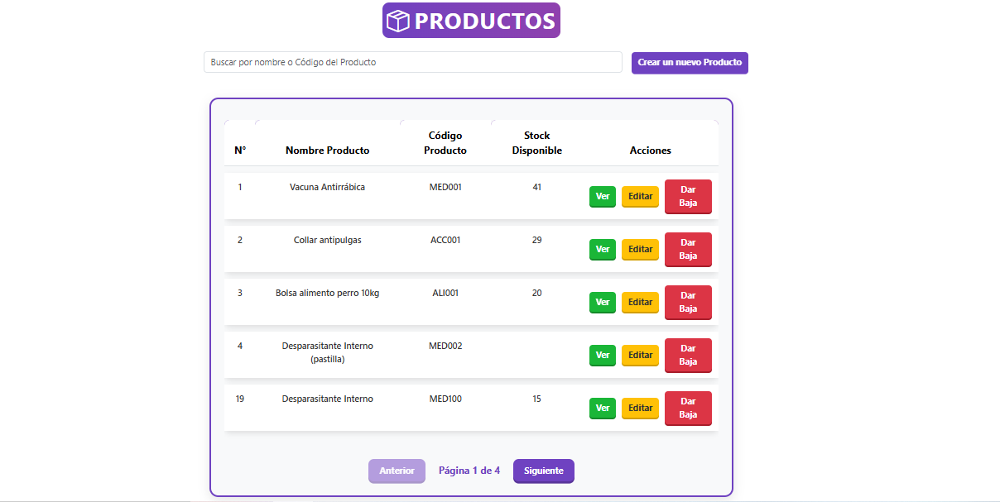 PRODUCTOS
Buscar por nombre o Código del Producto
Crear un nuevo Producto
N° Nombre Producto Código Producto Stock Disponible Acciones
1 Vacuna Antirrábica MED001 41 Ver Editar Dar Baja
2 Collar antipulgas ACC001 29 Ver Editar Dar Baja
3 Bolsa alimento perro 10kg ALI001 20 Ver Editar Dar Baja
4 Desparasitante Interno (pastilla) MED002 Ver Editar Dar Baja
19 Desparasitante Interno MED100 15 Ver Editar Dar Baja
Anterior Página 1 de 4 Siguiente